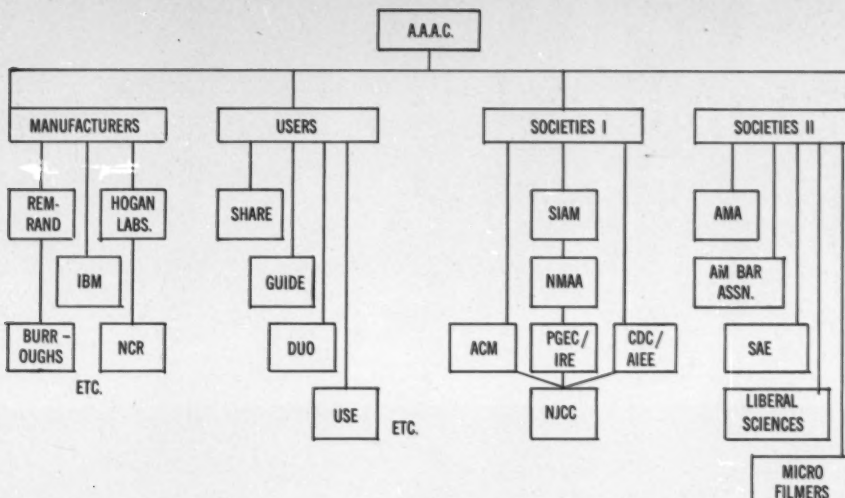 A.A.A.C.
MANUFACTURERS
USERS
SOCIETIES I
SOCIETIES II
REM-
RAND
HOGAN
LABS.
SHARE
SIAM
AMA
IBM
GUIDE
NMAA
AM BAR
ASSN.
BURR-
OUGHS
NCR
DUO
ACM
PGEC/
IRE
CDC/
AIEE
SAE
ETC.
USE
ETC.
NJCC
LIBERAL
SCIENCES
MICRO
FILMERS